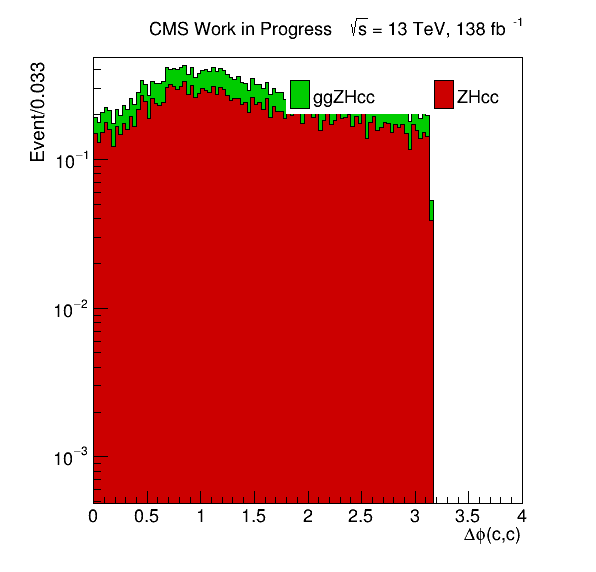 CMS Work in Progress √s = 13 TeV, 138 fb⁻¹
Event/0.033
ggZHcc ZHcc
10⁻¹
10⁻²
10⁻³
0 0.5 1 1.5 2 2.5 3 3.5 4
Δϕ(c,c)